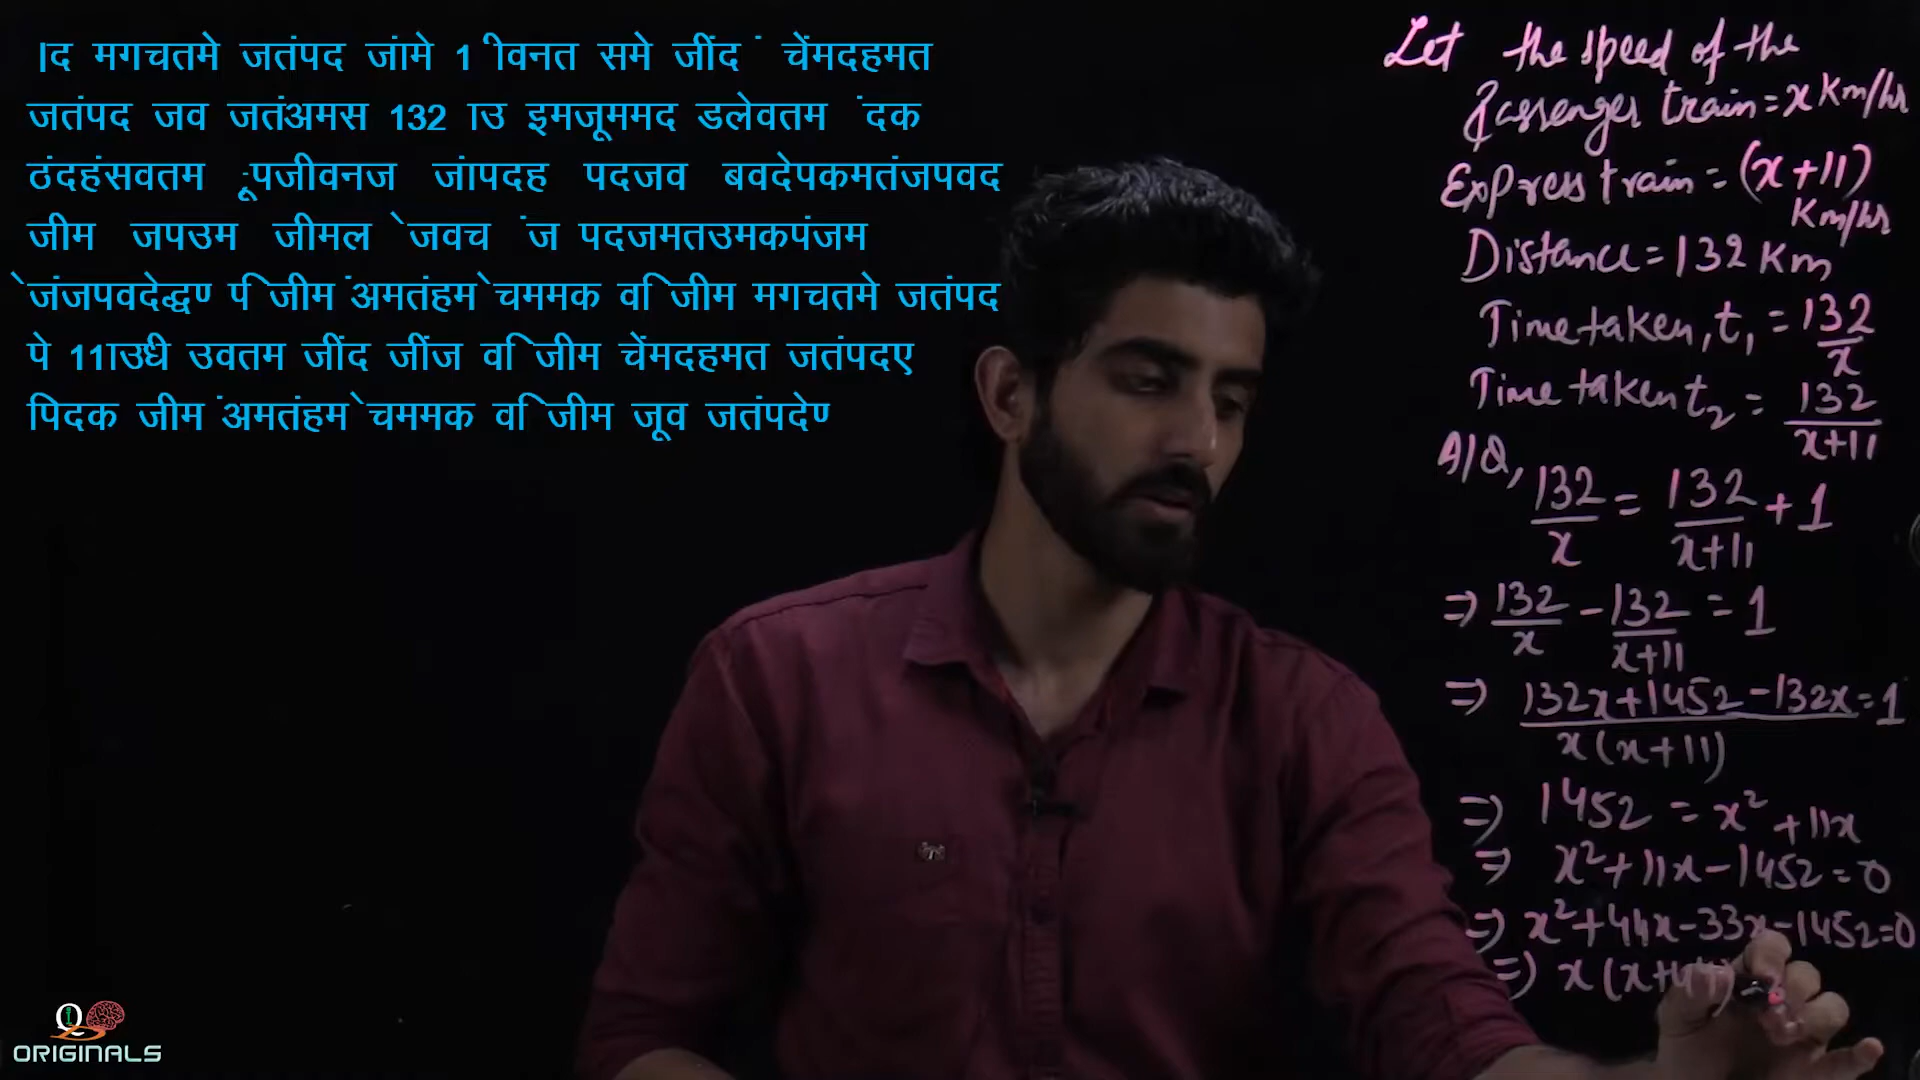 ।द मगचतमे जतंपद जांमे 1 ीवनत समे जींद ं चेंमदहमत
जतंपद जव जतंअमस 132 ाउ इमजूममद डलेवतम ंदक
ठंदहंसवतम ;ूपजीवनज जांपदह पदजव बवदेपकमतंजपवद
जीम जपउम जीमल ेजवच ंज पदजमतउमकपंजम
ेजंजपवदेद्धण प िजीम ंअमतंहम ेचममक व िजीम मगचतमे जतंपद
पे 11ाउधी उवतम जींद जींज व िजीम चेंमदहमत जतंपदए
पिदक जीम ंअमतंहम ेचममक व िजीम जूव जतंपदेण
Let the speed of the
Passenger train = x Km/hr
Express train = (x+11)
Km/hr
Distance = 132 Km
Time taken, t₁ = 132/x
Time taken t₂ = 132/(x+11)
A/Q, 132/x = 132/(x+11) + 1
⇒ 132/x - 132/(x+11) = 1
⇒ (132x+1452-132x)/(x(x+11)) = 1
⇒ 1452 = x² + 11x
⇒ x² + 11x - 1452 = 0
⇒ x² + 44x - 33x - 1452 = 0
⇒ x (x+44) -
ORIGINALS